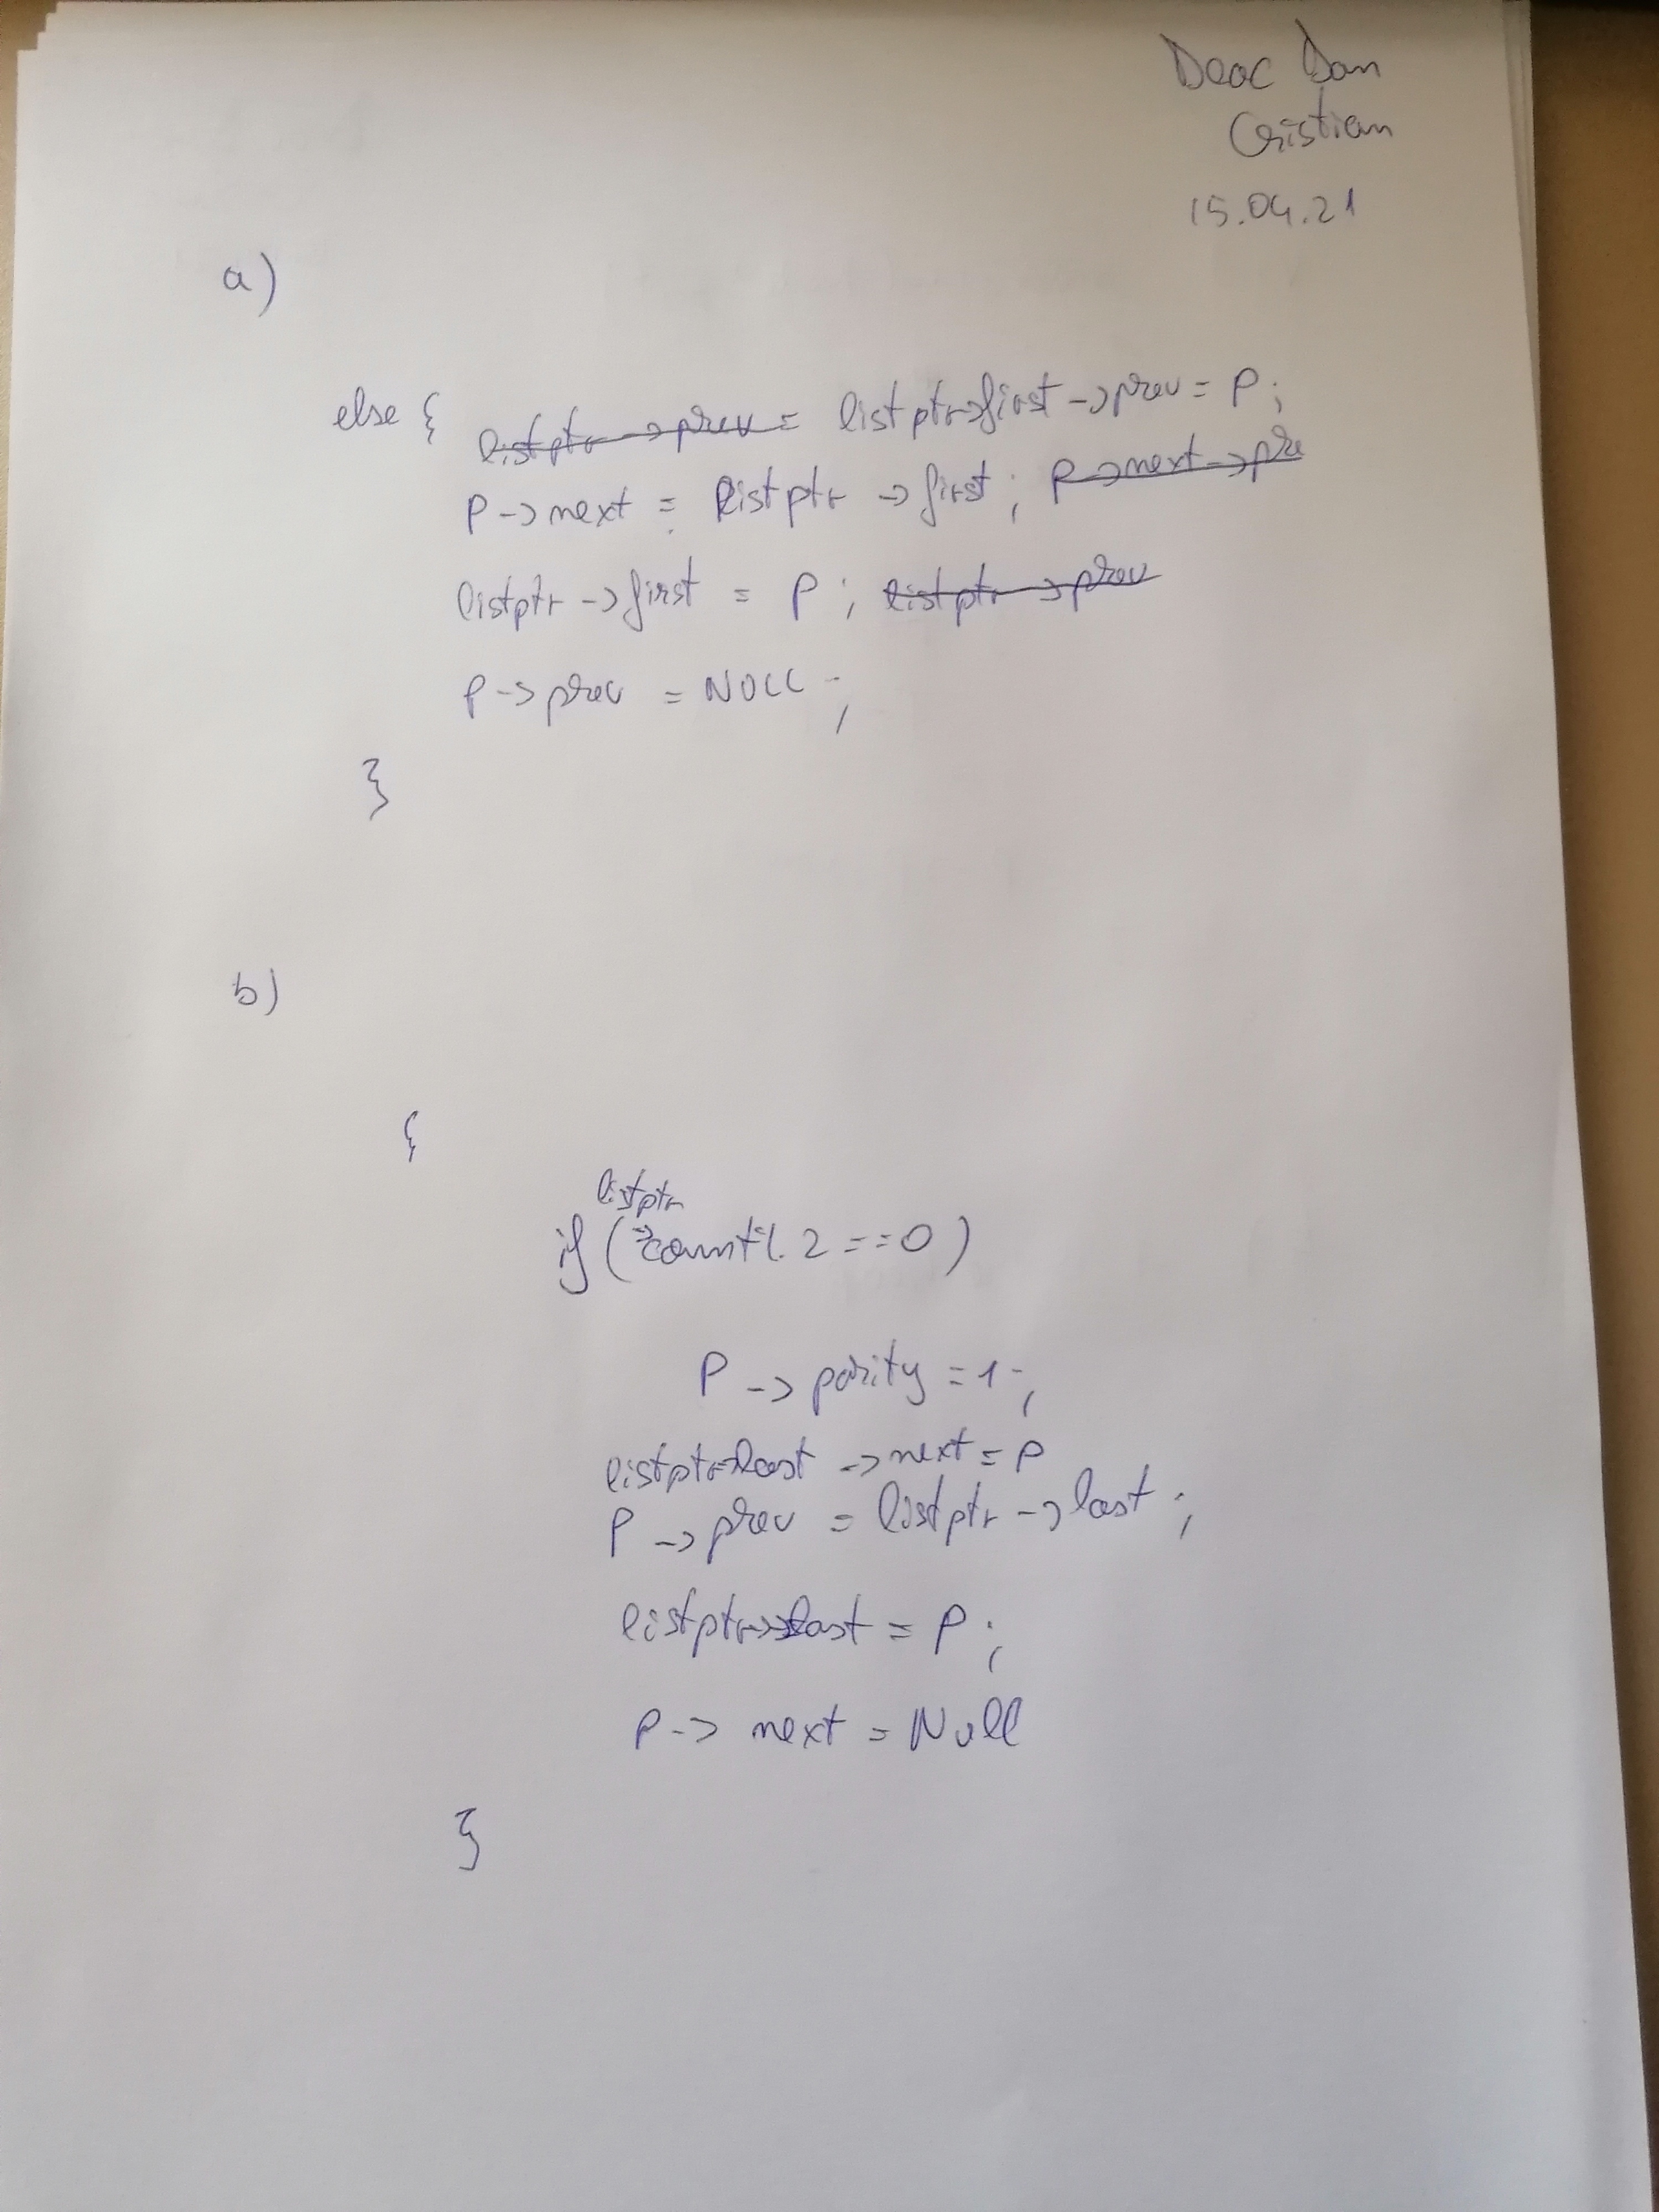 Deac Dan
Cristian
15.04.21
a)
else { listptr->prev = listptr->first->prev = P;
P->next = listptr->first; P->next->pre
listptr->first = P; listptr->prev
P->prev = NULL;
}
b)
{
listptr
if (->count % 2 == 0)
P->parity = 1;
listptr->last->next = P
P->prev = listptr->last;
listptr->last = P;
P->next = Null
}